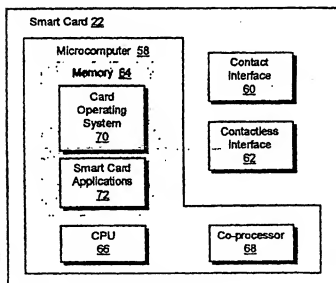 Smart Card 22
Microcomputer 58
Memory 64
Card
Operating
System
70
Smart Card
Applications
72
CPU
66
Contact
Interface
60
Contactless
Interface
62
Co-processor
68